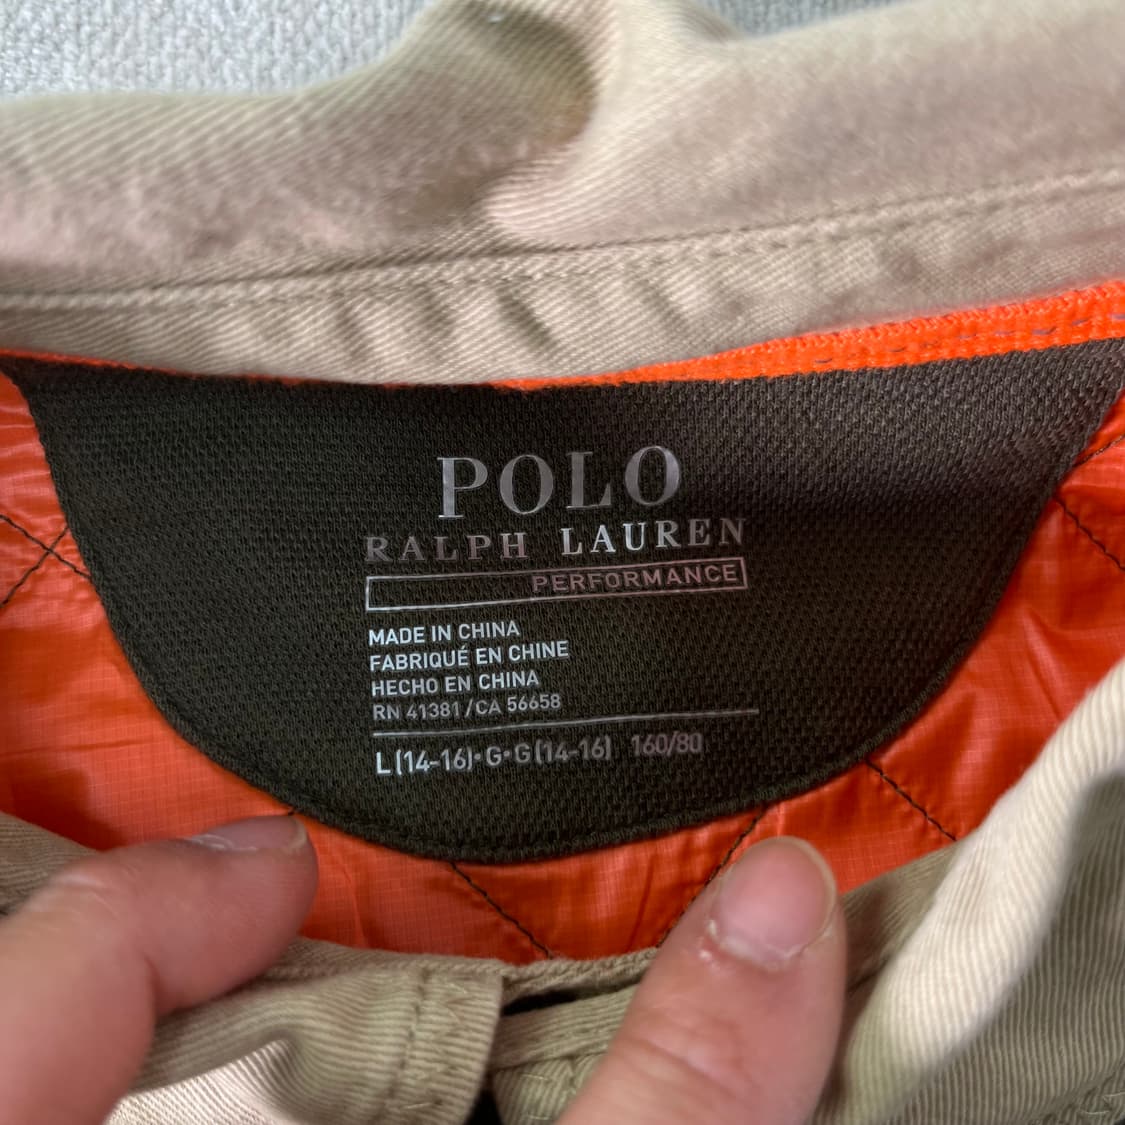 POLO
RALPH LAUREN
PERFORMANCE
MADE IN CHINA
FABRIQUÉ EN CHINE
HECHO EN CHINA
RN 41381/CA 56658
L(14-16)•G•G(14-16) 160/80